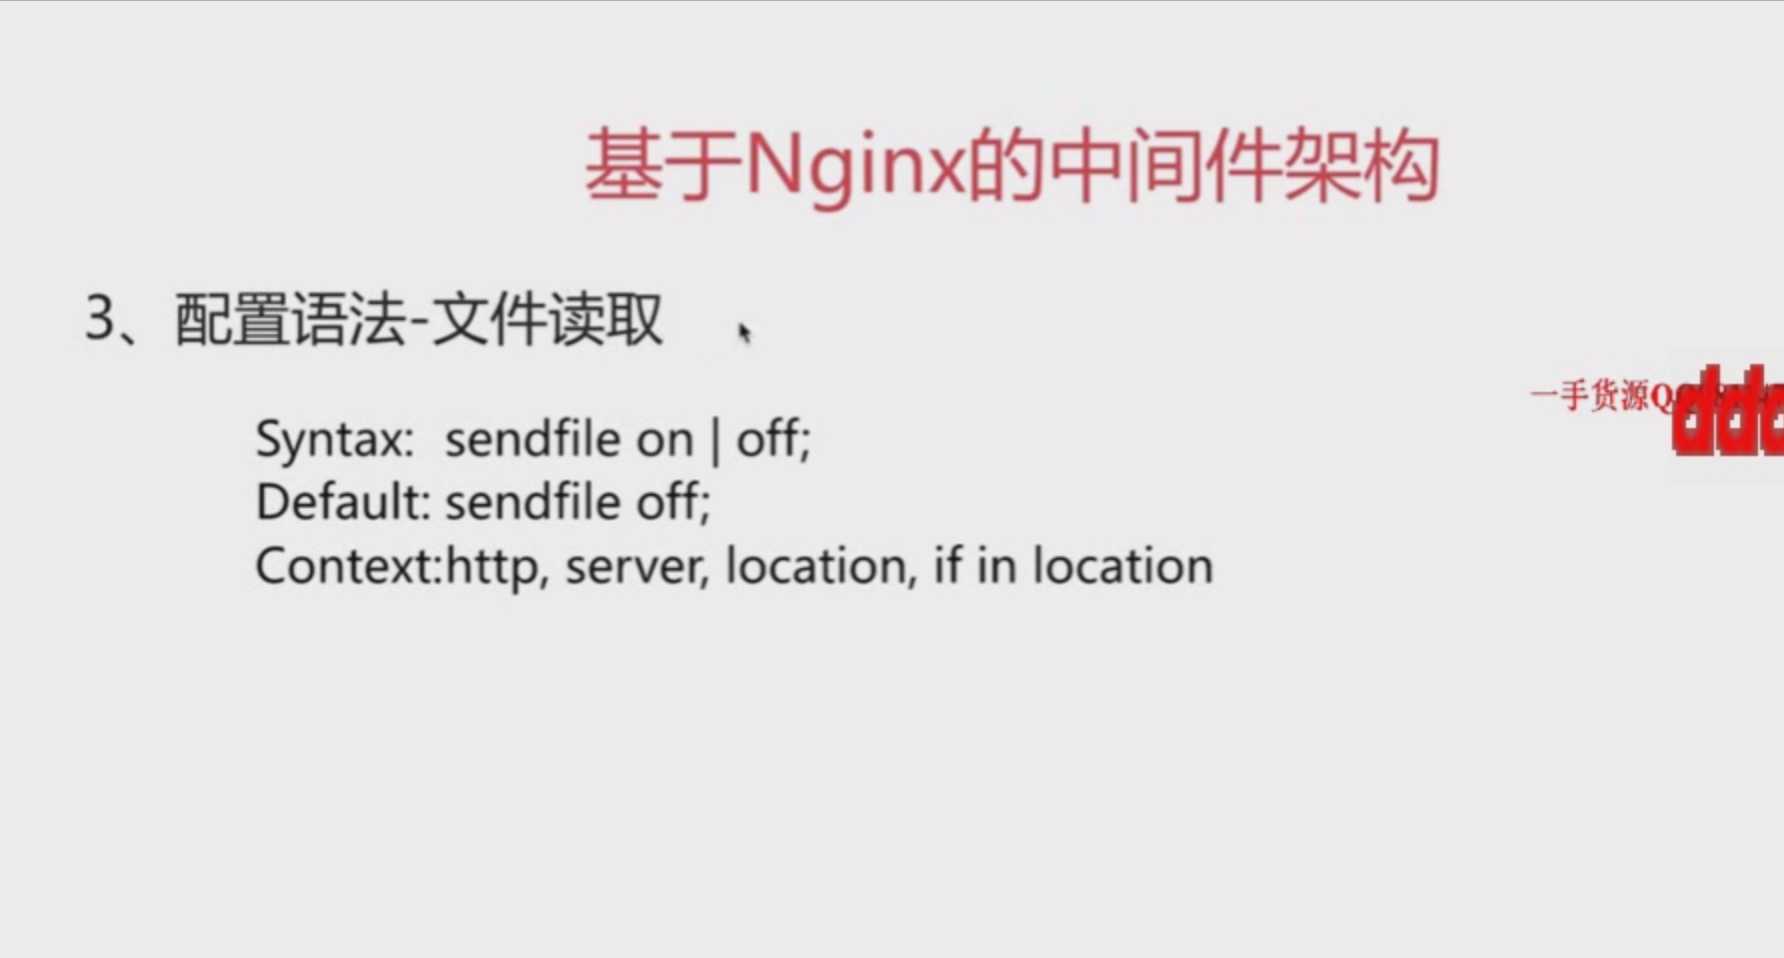 基于Nginx的中间件架构
3、配置语法-文件读取
一手货源
Syntax: sendfile on | off;
Default: sendfile off;
Context:http, server, location, if in location